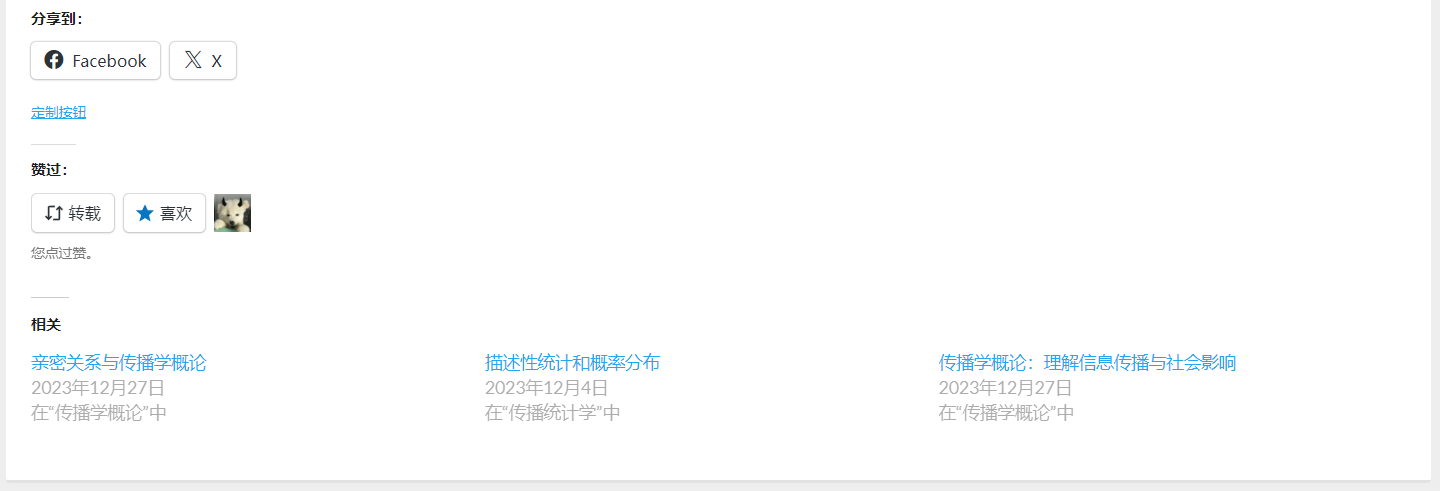 分享到：
Facebook X
定制按钮
赞过：
转载 喜欢
您点过赞。
相关
亲密关系与传播学概论
2023年12月27日
在“传播学概论”中
描述性统计和概率分布
2023年12月4日
在“传播统计学”中
传播学概论：理解信息传播与社会影响
2023年12月27日
在“传播学概论”中